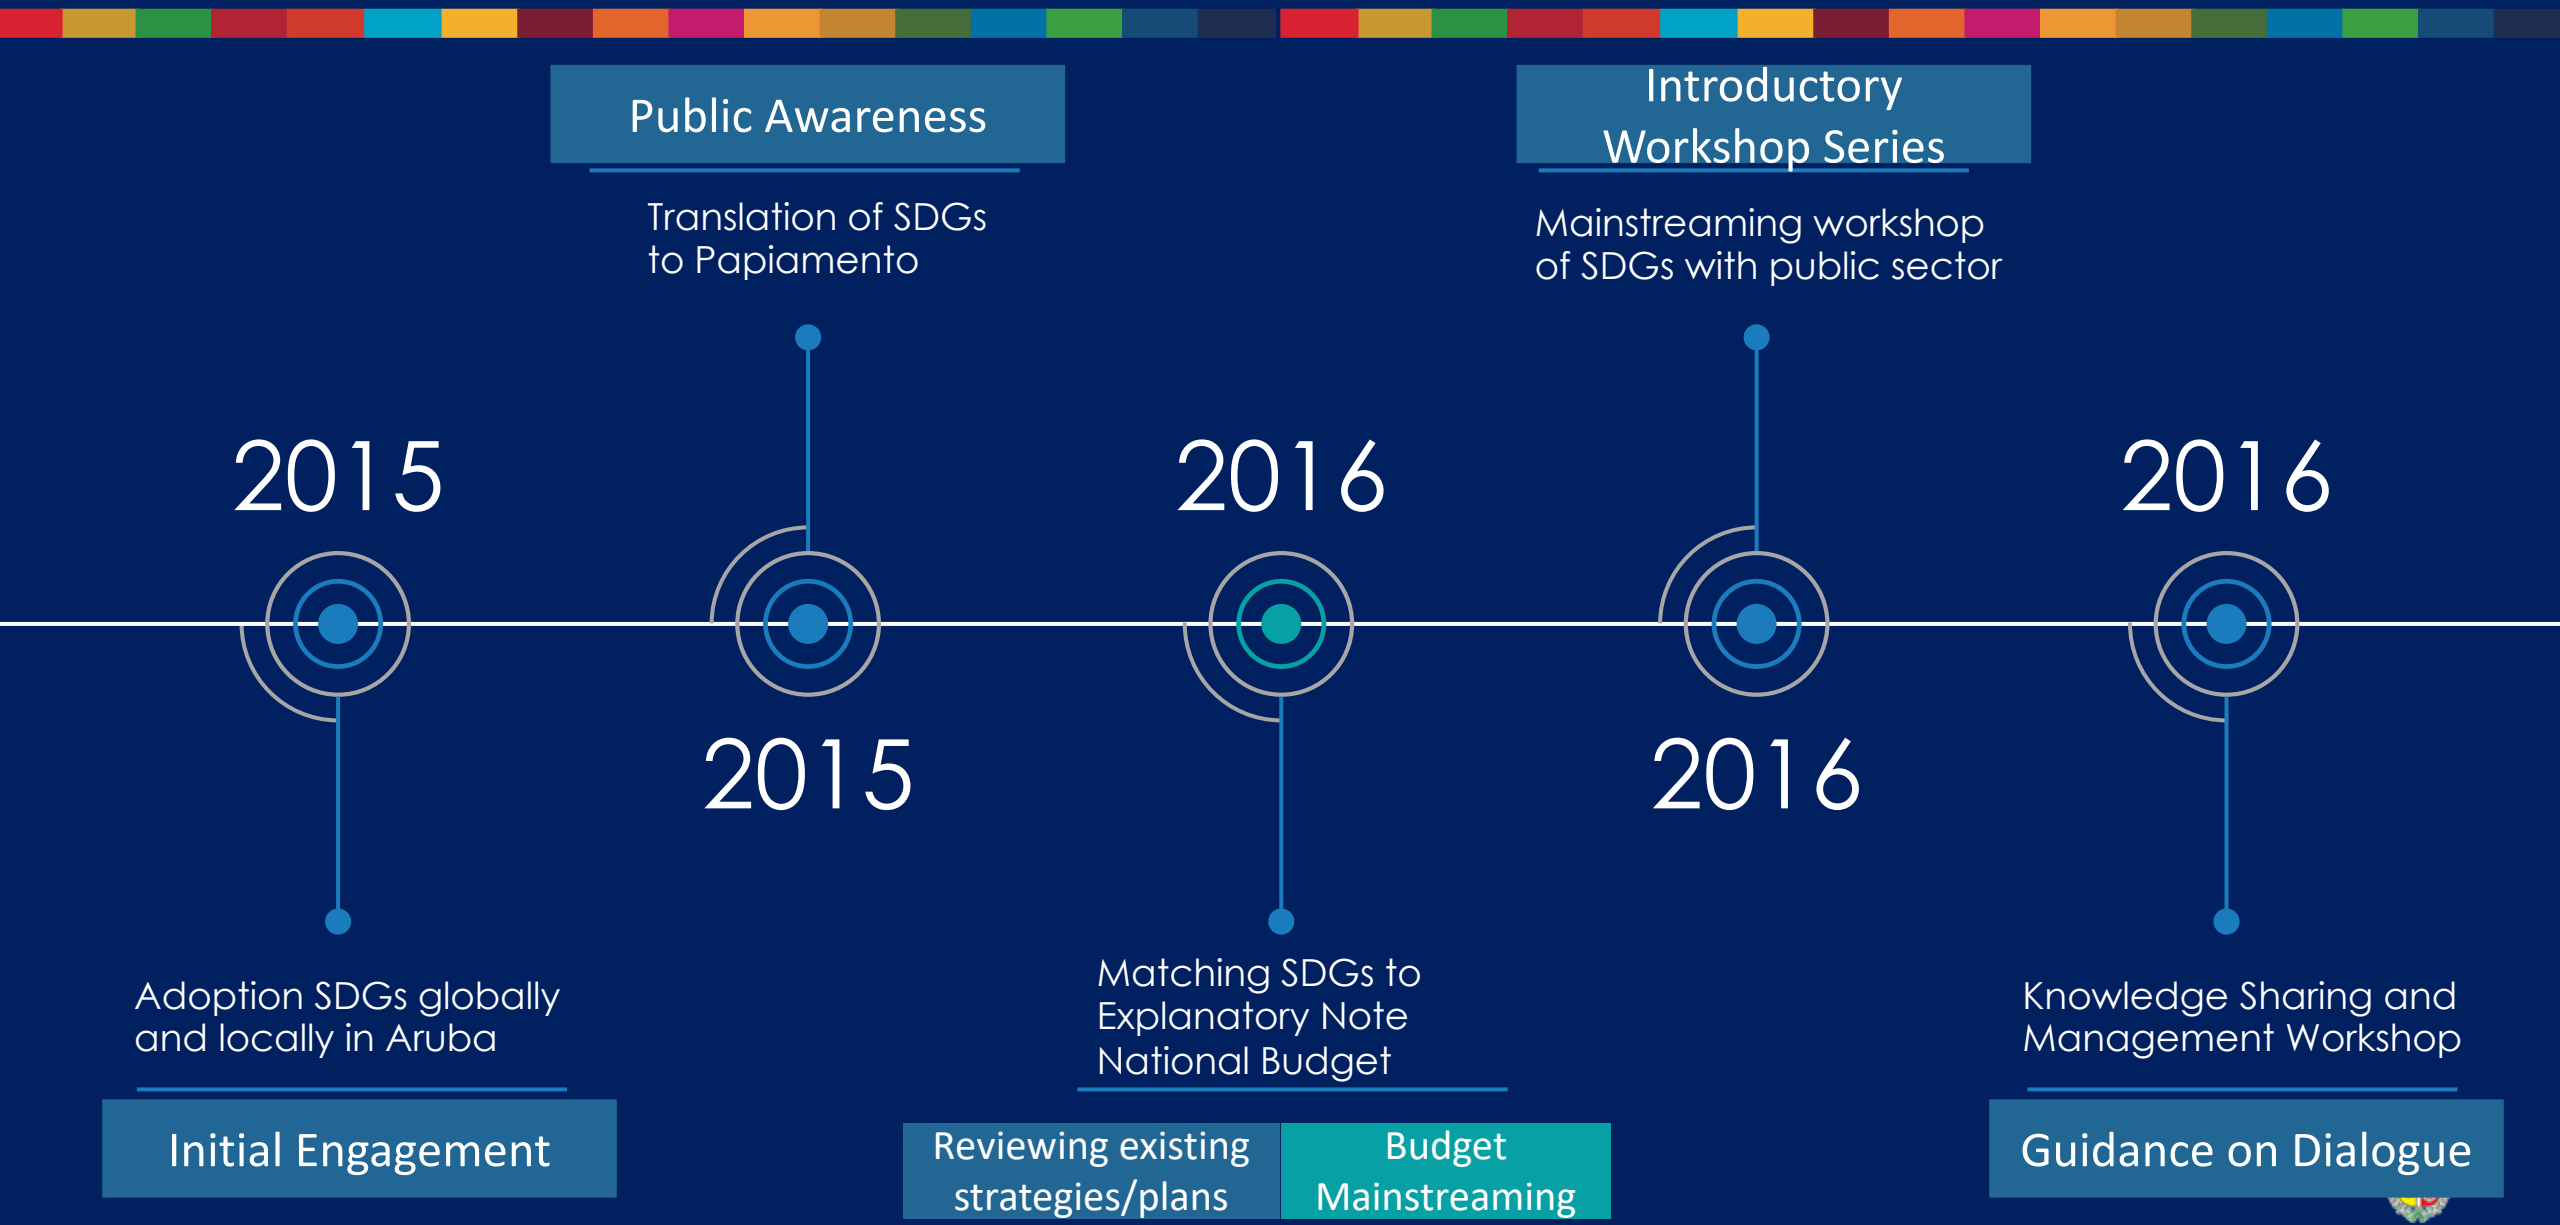 Public Awareness
Translation of SDGs
to Papiamento
Introductory
Workshop Series
Mainstreaming workshop
of SDGs with public sector
2015
2016
2016
2015
2016
Adoption SDGs globally
and locally in Aruba
Initial Engagement
Matching SDGs to
Explanatory Note
National Budget
Reviewing existing
strategies/plans
Budget
Mainstreaming
Knowledge Sharing and
Management Workshop
Guidance on Dialogue